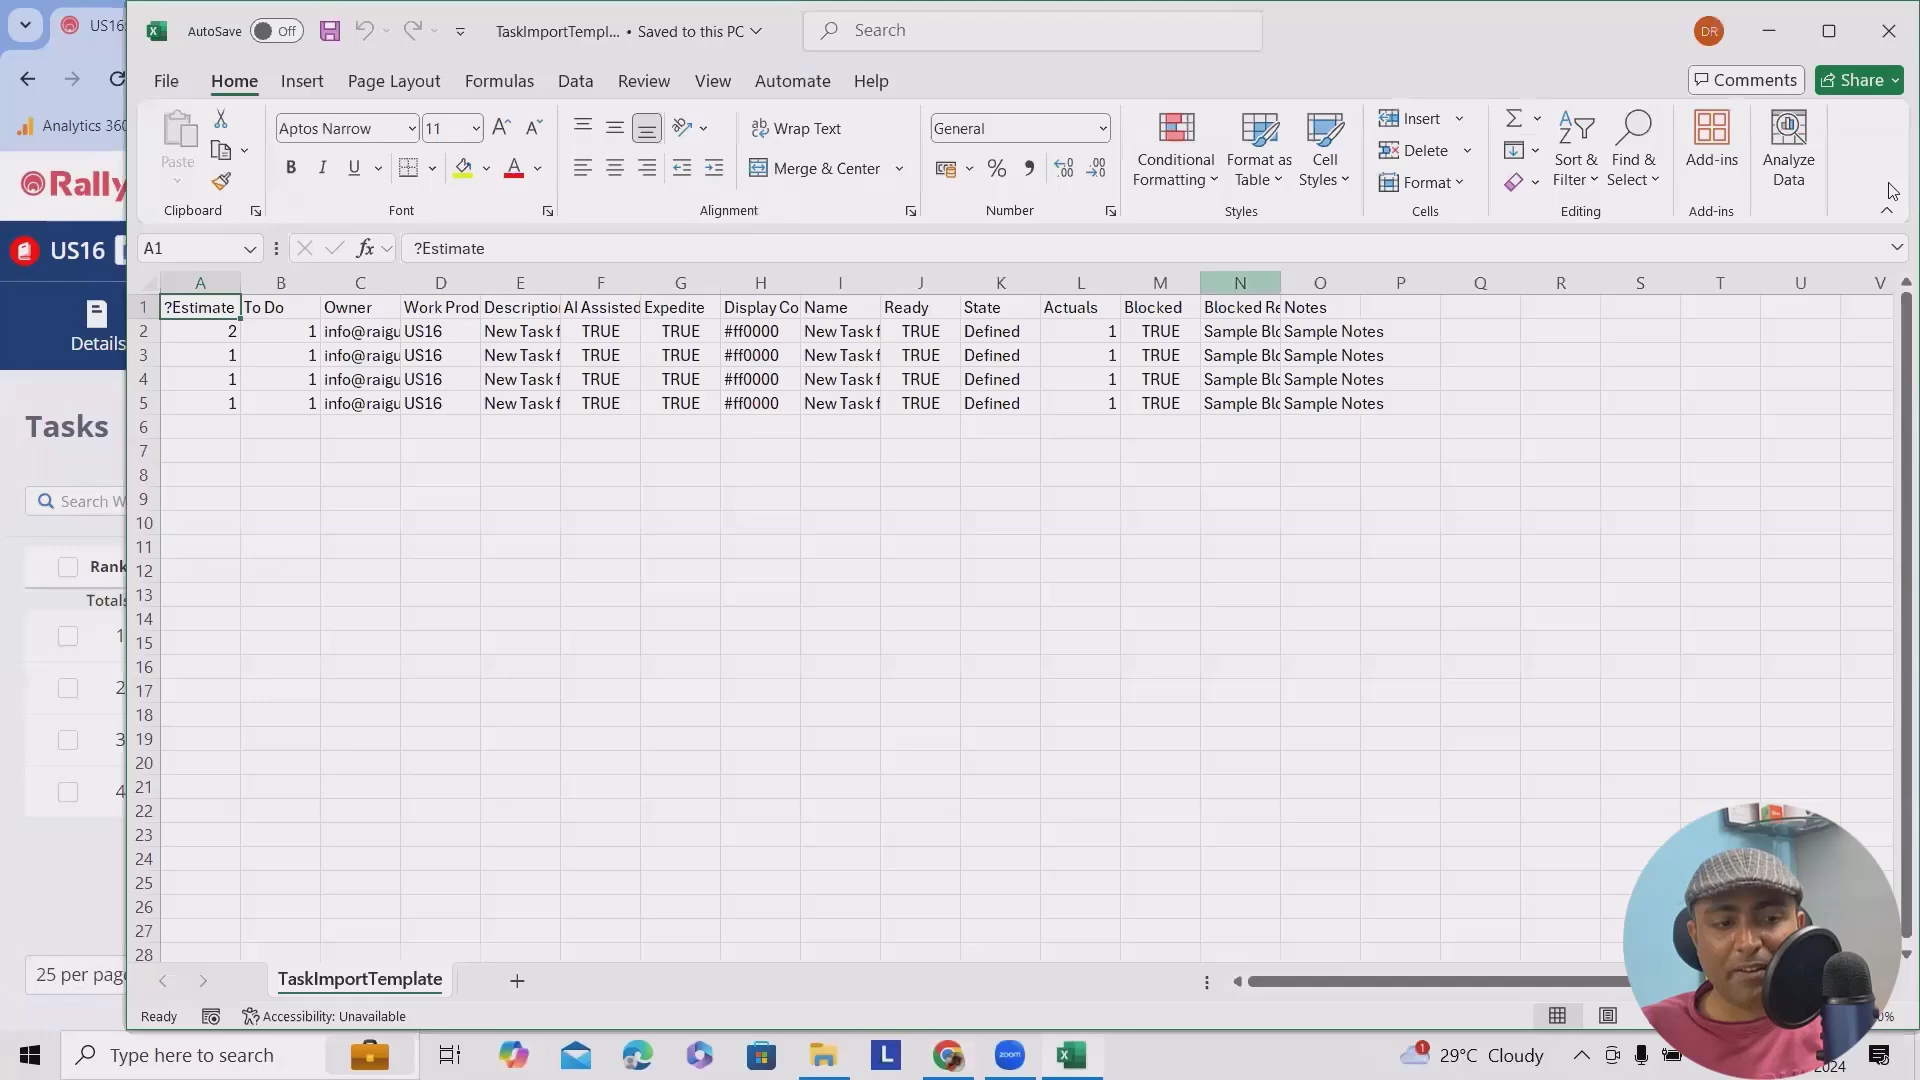 US16
AutoSave Off TaskImportTempl... • Saved to this PC Search DR
File Home Insert Page Layout Formulas Data Review View Automate Help Comments Share
Analytics 360
Rally
US16
Details
Tasks
Search W
Rank
Totals
1
2
3
4
25 per page
Paste
Clipboard
Aptos Narrow 11
B I U
Font
Wrap Text
Merge & Center
Alignment
General
Number
Conditional Formatting
Format as Table
Cell Styles
Styles
Insert
Delete
Format
Cells
Sort & Filter
Find & Select
Editing
Add-ins
Add-ins
Analyze Data
A1 fx ?Estimate
A B C D E F G H I J K L M N O P Q R S T U V
1 ?Estimate To Do Owner Work Prod Description AI Assisted Expedite Display Co Name Ready State Actuals Blocked Blocked Re Notes
2 2 1 info@raigu US16 New Task f TRUE TRUE #ff0000 New Task f TRUE Defined 1 TRUE Sample Blo Sample Notes
3 1 1 info@raigu US16 New Task f TRUE TRUE #ff0000 New Task f TRUE Defined 1 TRUE Sample Blo Sample Notes
4 1 1 info@raigu US16 New Task f TRUE TRUE #ff0000 New Task f TRUE Defined 1 TRUE Sample Blo Sample Notes
5 1 1 info@raigu US16 New Task f TRUE TRUE #ff0000 New Task f TRUE Defined 1 TRUE Sample Blo Sample Notes
6
7
8
9
10
11
12
13
14
15
16
17
18
19
20
21
22
23
24
25
26
27
28
TaskImportTemplate
Ready Accessibility: Unavailable
Type here to search L zoom 1 29°C Cloudy
2024